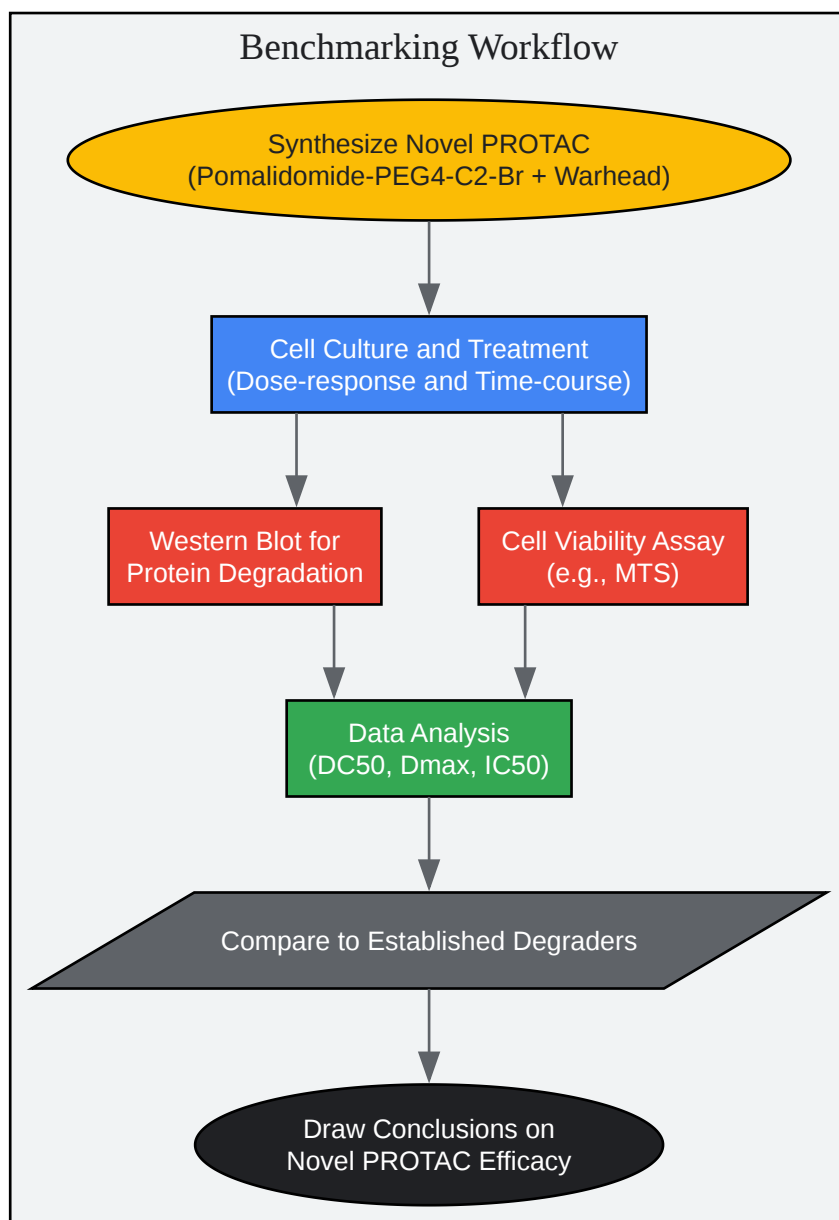 Benchmarking Workflow
Synthesize Novel PROTAC
(Pomalidomide-PEG4-C2-Br + Warhead)
Cell Culture and Treatment
(Dose-response and Time-course)
Western Blot for
Protein Degradation
Cell Viability Assay
(e.g., MTS)
Data Analysis
(DC50, Dmax, IC50)
Compare to Established Degraders
Draw Conclusions on
Novel PROTAC Efficacy